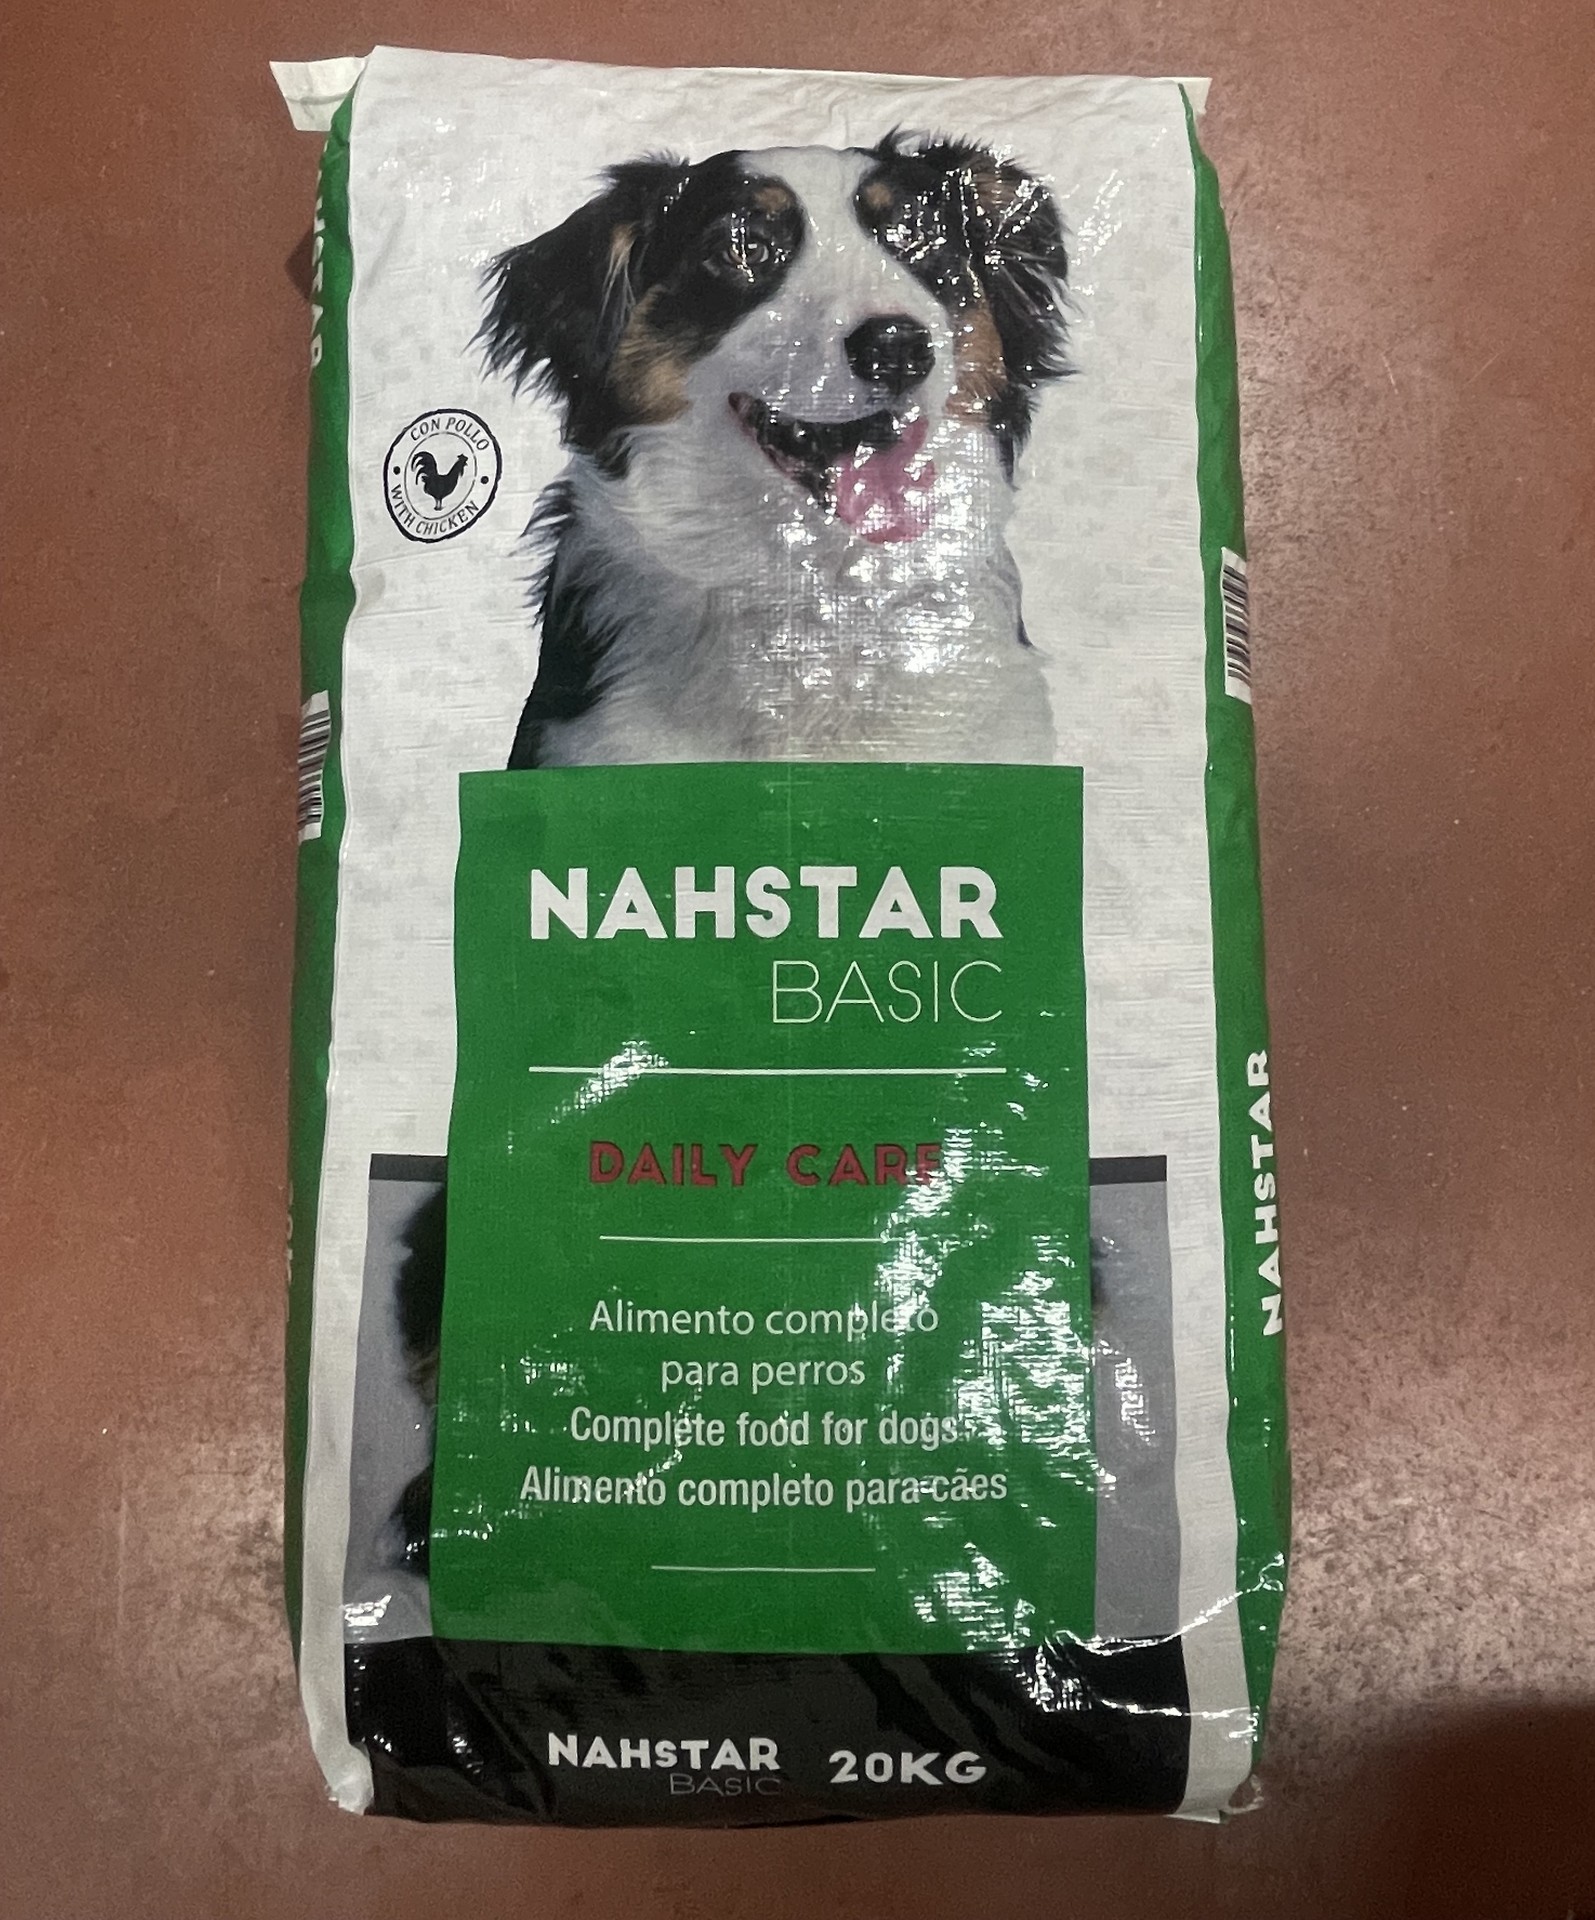 CON POLLO
WITH CHICKEN
NAHSTAR
BASIC
DAILY CARE
Alimento completo
para perros
Complete food for dogs
Alimento completo para cães
NAHSTAR
BASIC
20KG
NAHSTAR